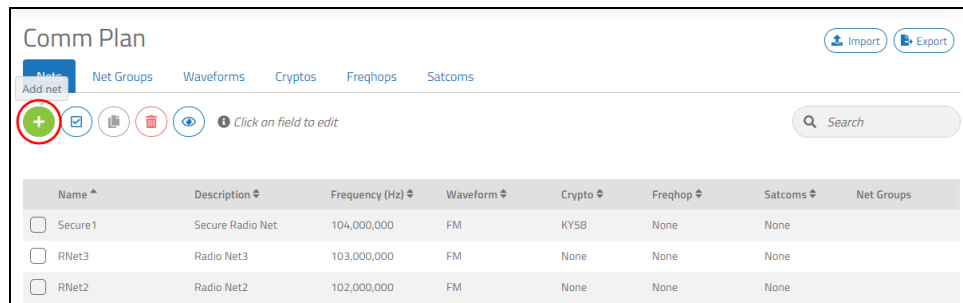 Comm Plan
Import Export
Nets Net Groups Waveforms Cryptos Freqhops Satcoms
Add net
Click on field to edit
Search
Name Description Frequency (Hz) Waveform Crypto Freqhop Satcoms Net Groups
Secure1 Secure Radio Net 104,000,000 FM KY58 None None
RNet3 Radio Net3 103,000,000 FM None None None
RNet2 Radio Net2 102,000,000 FM None None None